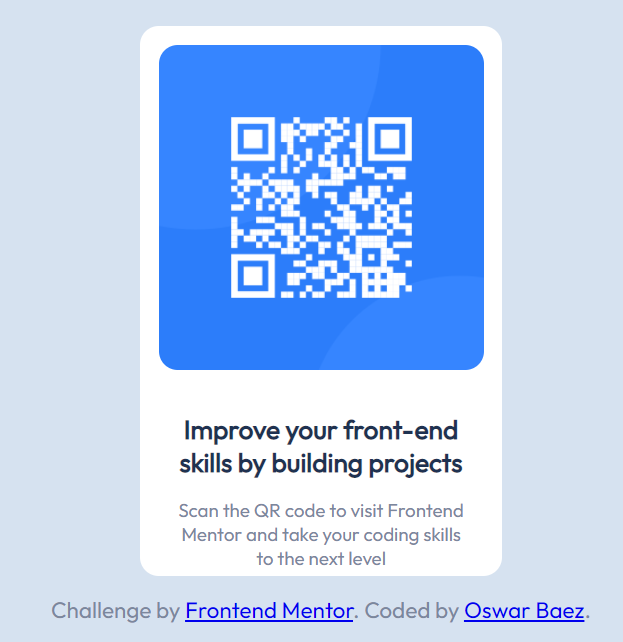 Improve your front-end
skills by building projects
Scan the QR code to visit Frontend
Mentor and take your coding skills
to the next level
Challenge by Frontend Mentor. Coded by Oswar Baez.